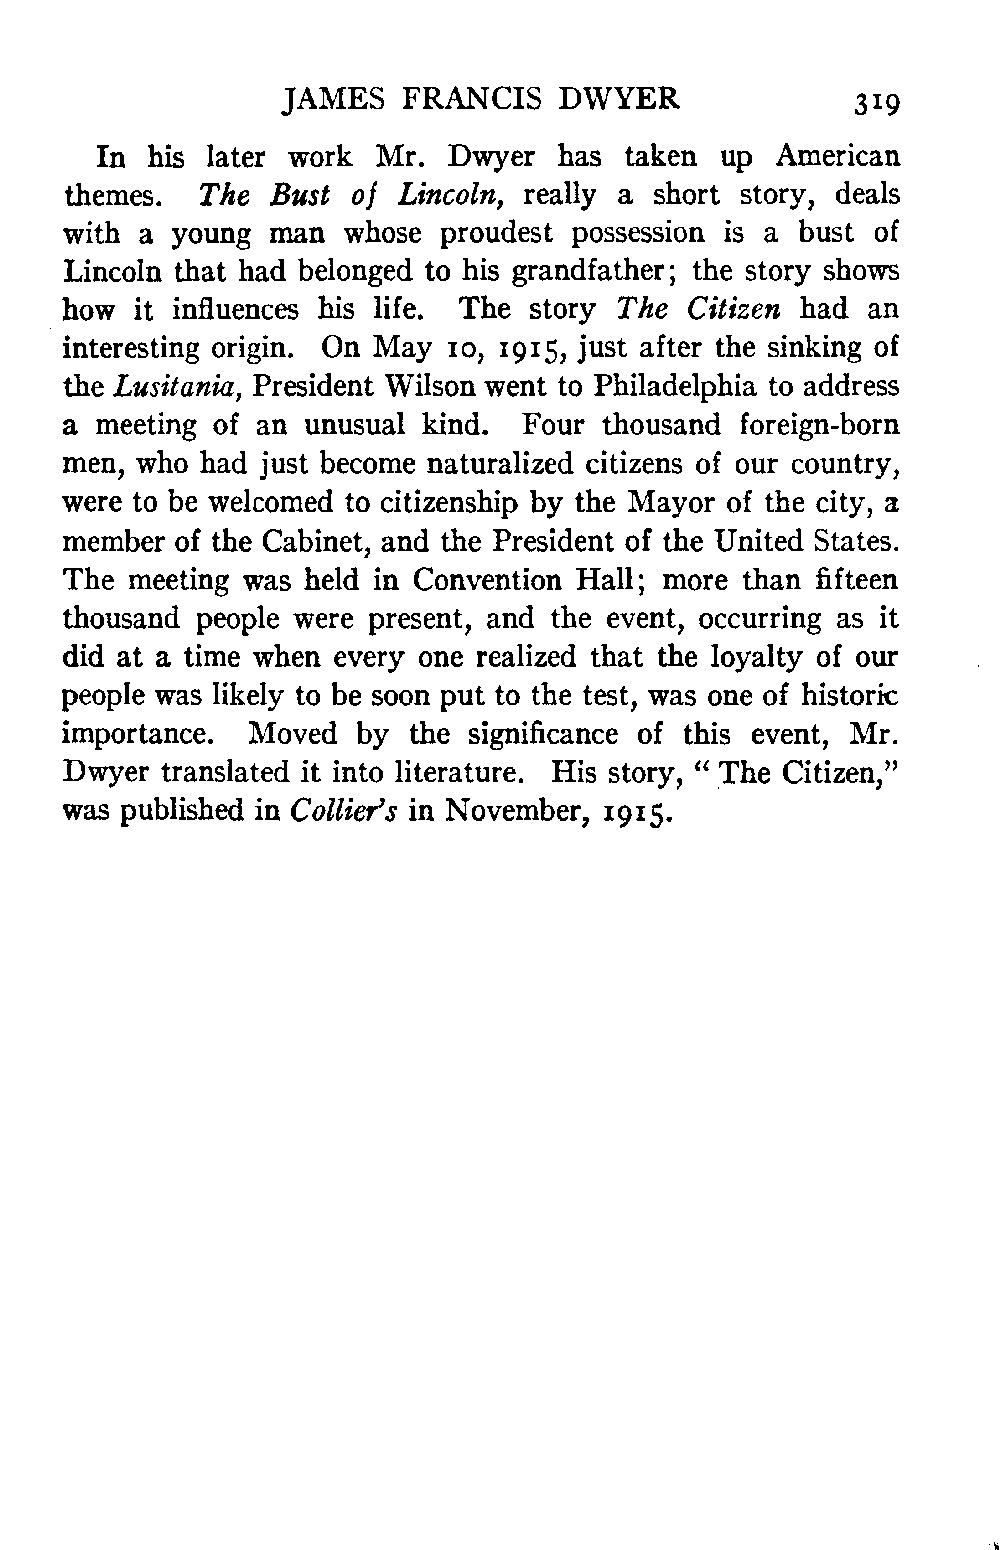 JAMES FRANCIS DWYER 319
In his later work Mr. Dwyer has taken up American
themes. The Bust of Lincoln, really a short story, deals
with a young man whose proudest possession is a bust of
Lincoln that had belonged to his grandfather; the story shows
how it influences his life. The story The Citizen had an
interesting origin. On May 10, 1915, just after the sinking of
the Lusitania, President Wilson went to Philadelphia to address
a meeting of an unusual kind. Four thousand foreign-born
men, who had just become naturalized citizens of our country,
were to be welcomed to citizenship by the Mayor of the city, a
member of the Cabinet, and the President of the United States.
The meeting was held in Convention Hall; more than fifteen
thousand people were present, and the event, occurring as it
did at a time when every one realized that the loyalty of our
people was likely to be soon put to the test, was one of historic
importance. Moved by the significance of this event, Mr.
Dwyer translated it into literature. His story, “ The Citizen,”
was published in Collier's in November, 1915.